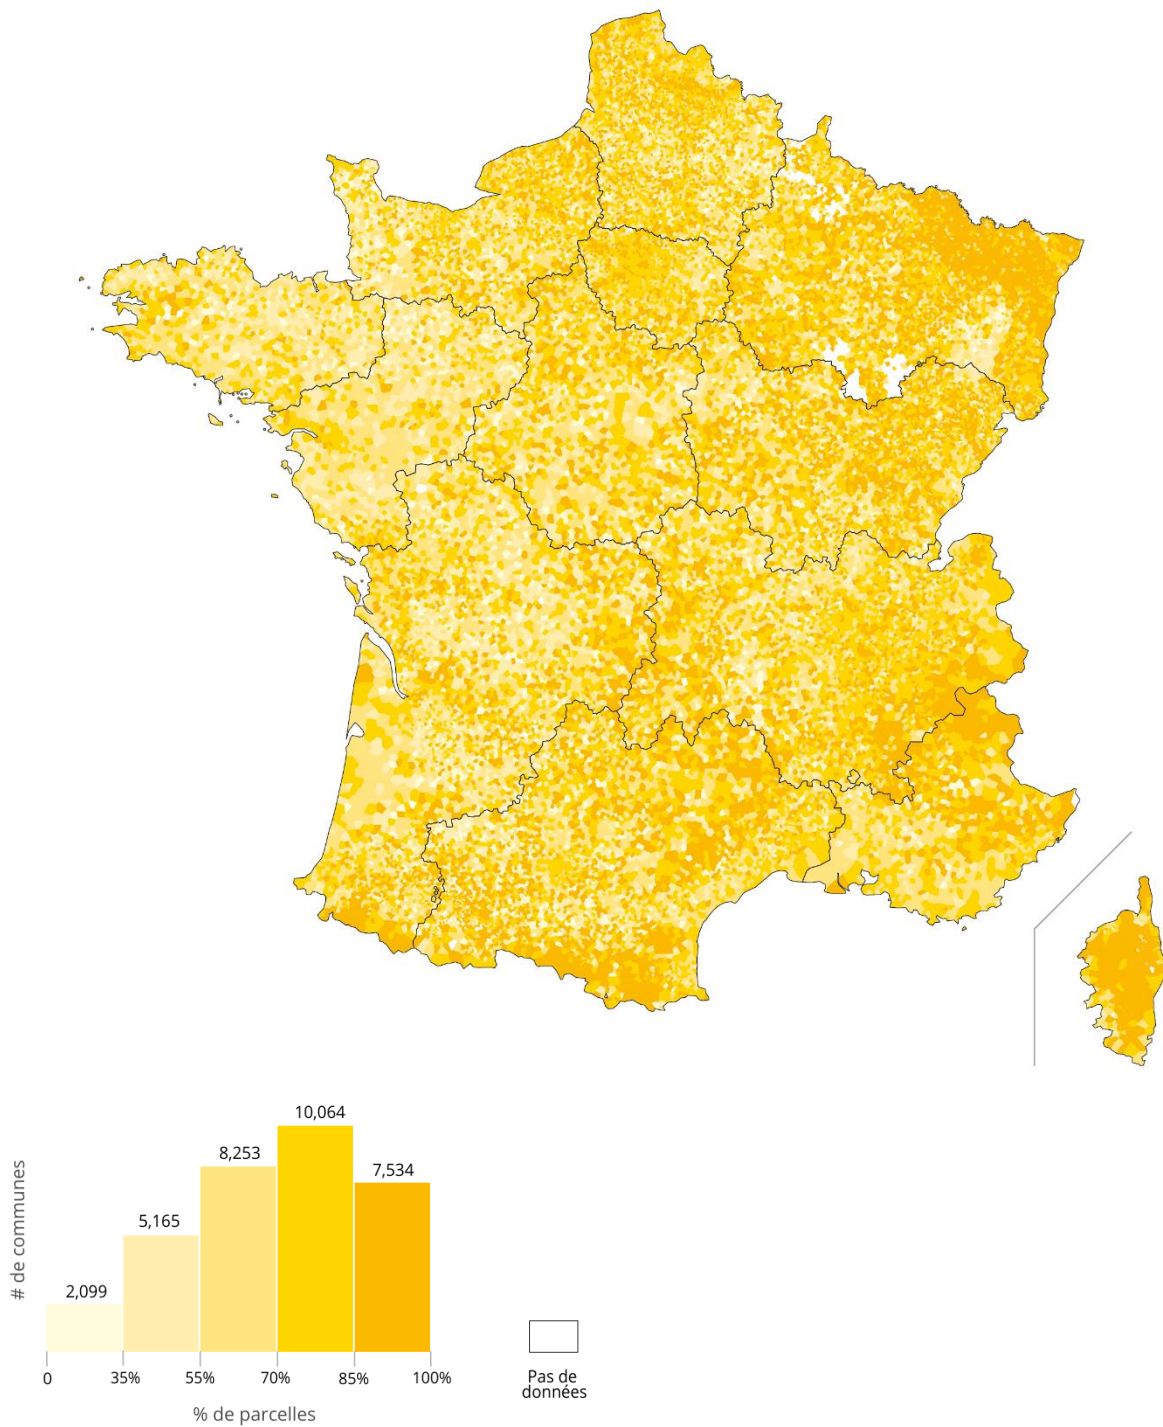 10,064
8,253
7,534
5,165
2,099
# de communes
0
35%
55%
70%
85%
100%
% de parcelles
Pas de
données